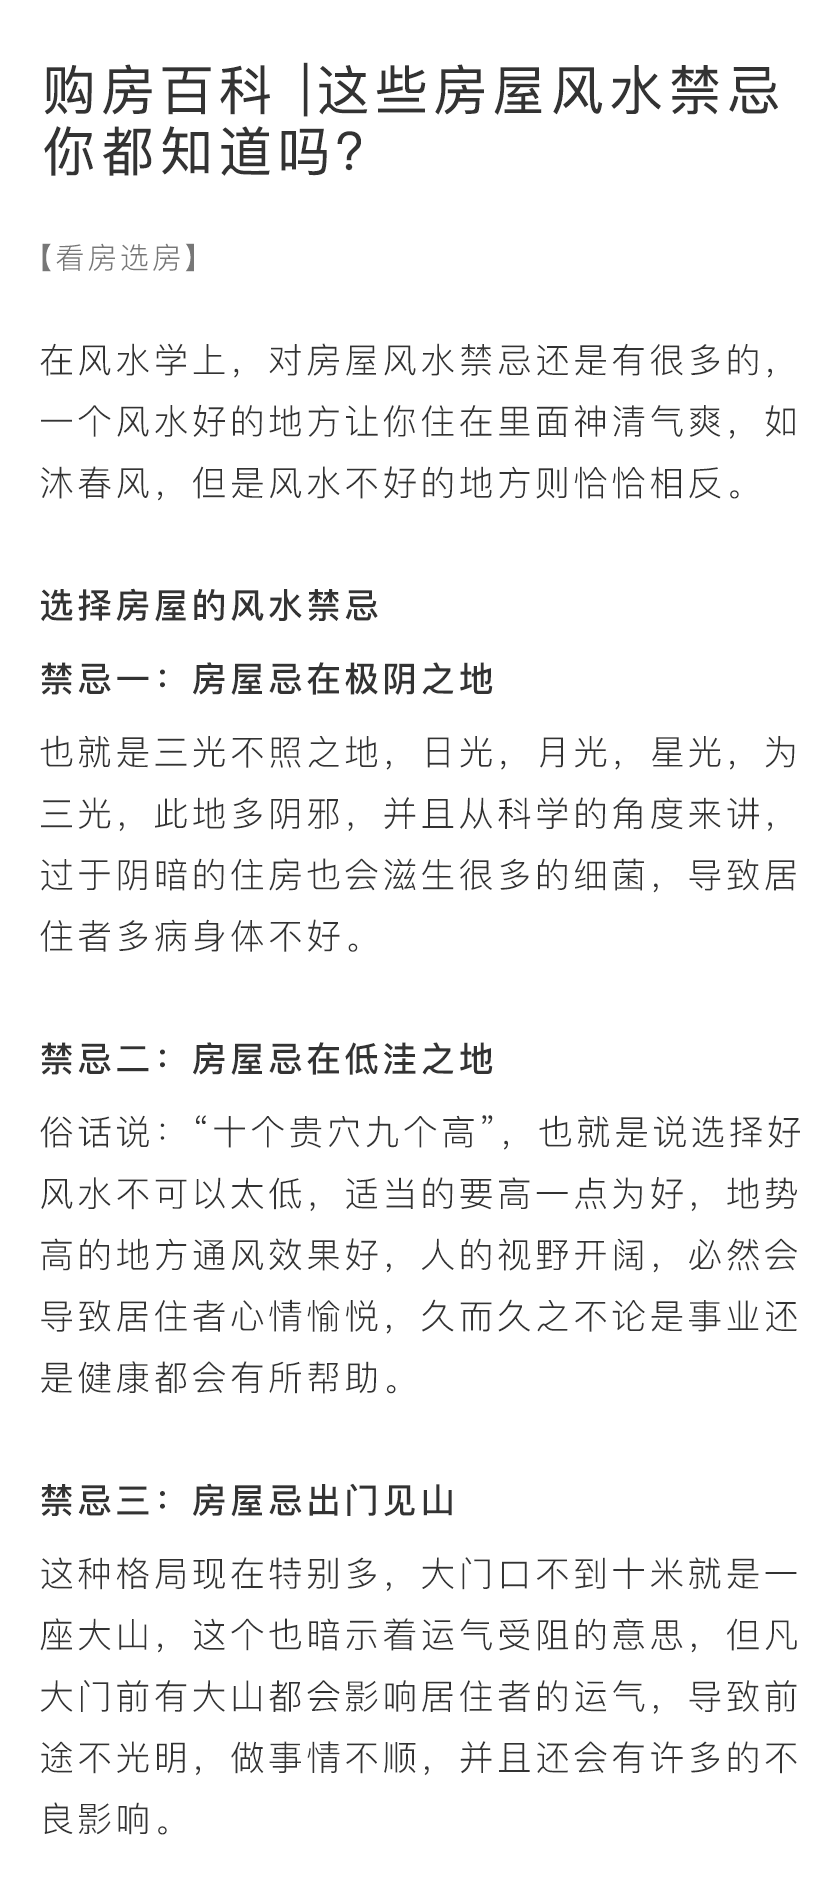 购房百科 |这些房屋风水禁忌
你都知道吗?
【看房选房】
在风水学上，对房屋风水禁忌还是有很多的，
一个风水好的地方让你住在里面神清气爽，如
沐春风，但是风水不好的地方则恰恰相反。
选择房屋的风水禁忌
禁忌一：房屋忌在极阴之地
也就是三光不照之地，日光，月光，星光，为
三光，此地多阴邪，并且从科学的角度来讲，
过于阴暗的住房也会滋生很多的细菌，导致居
住者多病身体不好。
禁忌二：房屋忌在低洼之地
俗话说：“十个贵穴九个高”，也就是说选择好
风水不可以太低，适当的要高一点为好，地势
高的地方通风效果好，人的视野开阔，必然会
导致居住者心情愉悦，久而久之不论是事业还
是健康都会有所帮助。
禁忌三：房屋忌出门见山
这种格局现在特别多，大门口不到十米就是一
座大山，这个也暗示着运气受阻的意思，但凡
大门前有大山都会影响居住者的运气，导致前
途不光明，做事情不顺，并且还会有许多的不
良影响。